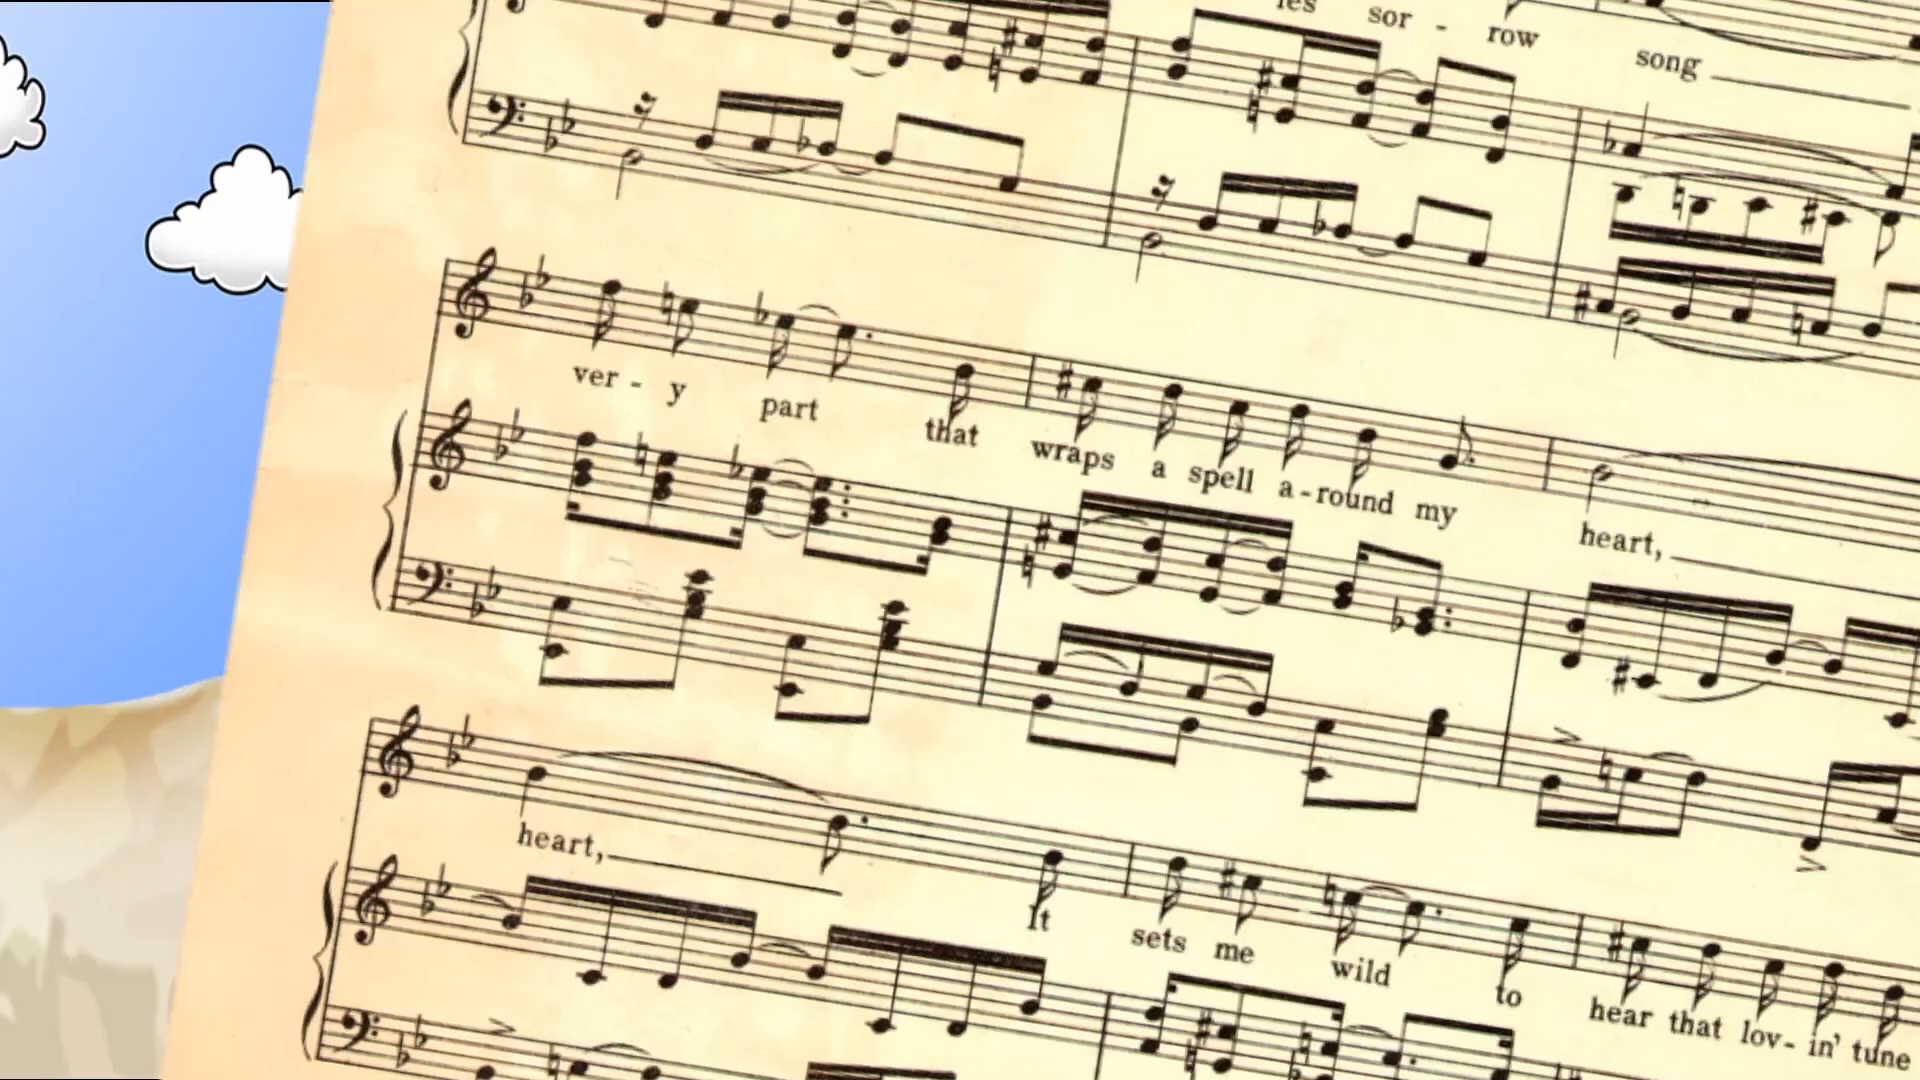 ies sor - row song
ver - y part that wraps a spell a - round my heart,
heart, It sets me wild to hear that lov - in' tune